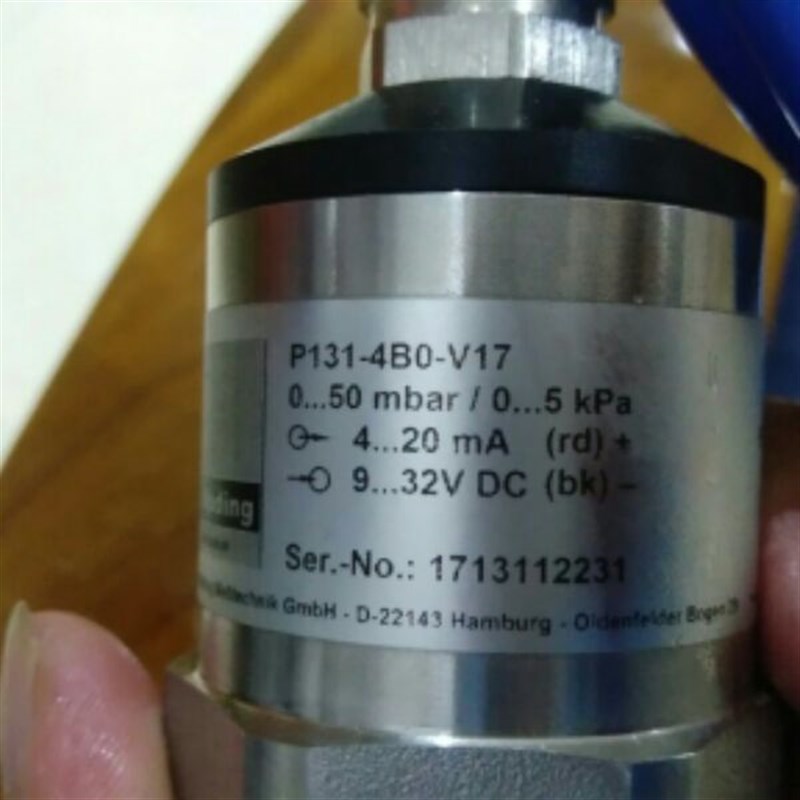 P131-4B0-V17
0...50 mbar / 0...5 kPa
4...20 mA (rd) +
9...32V DC (bk) –
ding
Ser.-No.: 1713112231
GmbH - D-22143 Hamburg - Oldenfelder Bogen